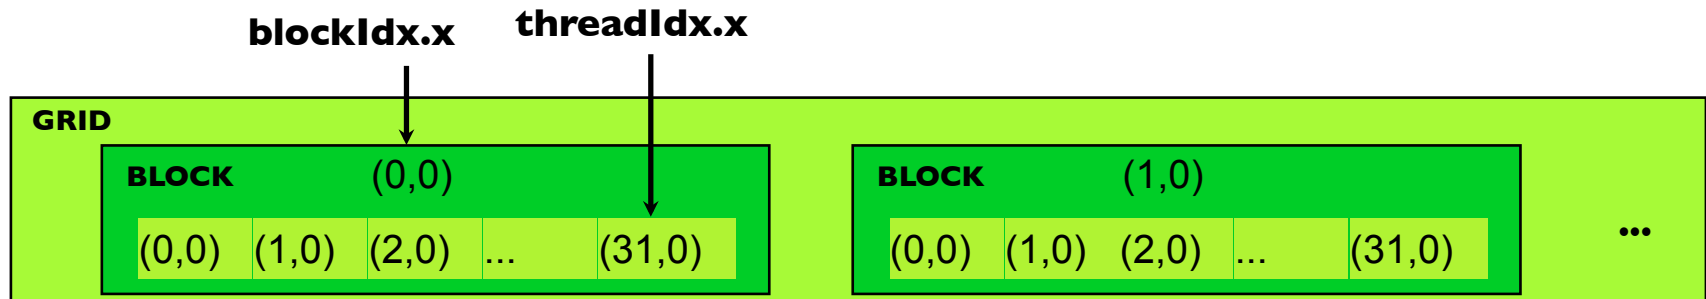 blockIdx.x threadIdx.x
GRID
BLOCK (0,0) BLOCK (1,0)
(0,0) (1,0) (2,0) ... (31,0) (0,0) (1,0) (2,0) ... (31,0) ...